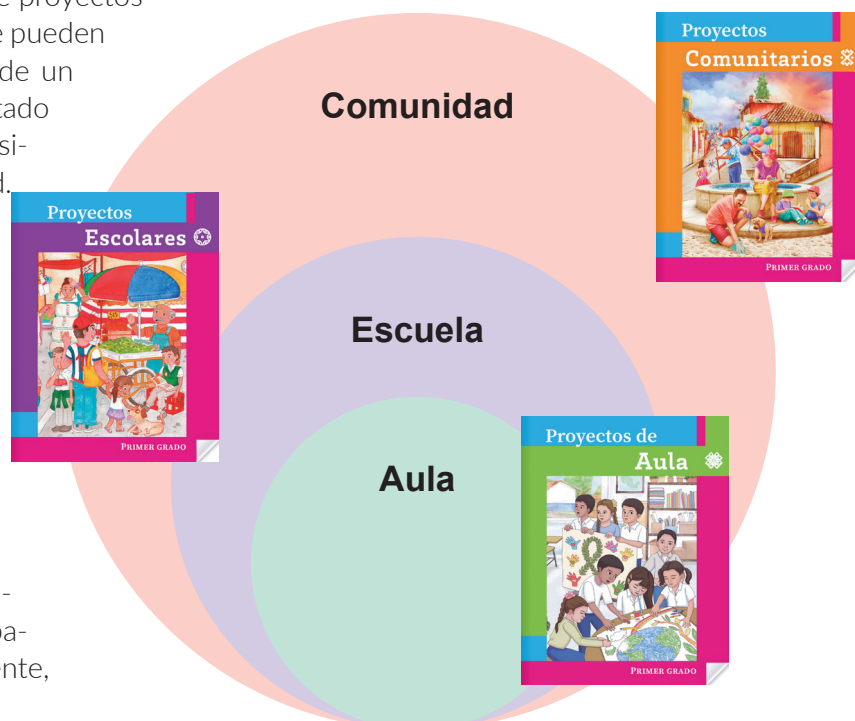 e proyectos
e pueden
de un
tado
si-
d.
Proyectos
Comunitarios
PRIMER GRADO
Comunidad
Proyectos
Escolares
PRIMER GRADO
Escuela
Proyectos de
Aula
PRIMER GRADO
Aula
-
pa-
ente,